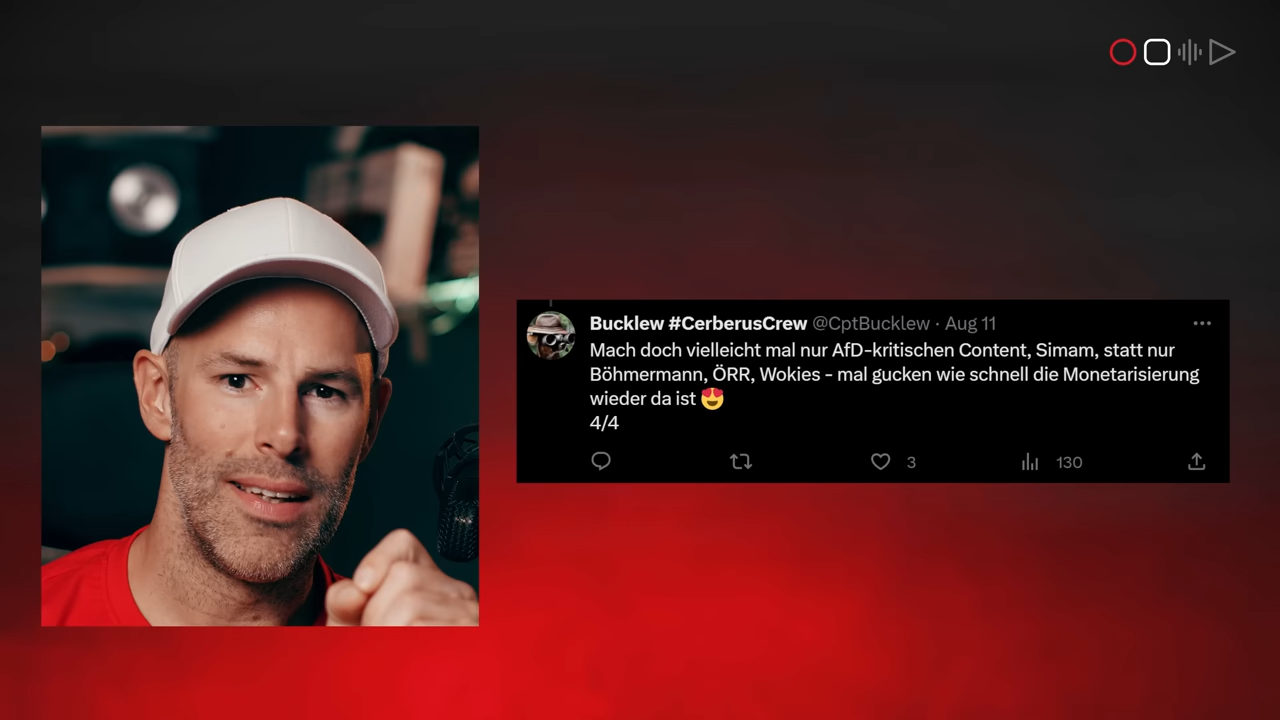 Bucklew #CerberusCrew @CptBucklew · Aug 11
Mach doch vielleicht mal nur AfD-kritischen Content, Simam, statt nur
Böhmermann, ÖRR, Wokies - mal gucken wie schnell die Monetarisierung
wieder da ist 😍
4/4
3 130